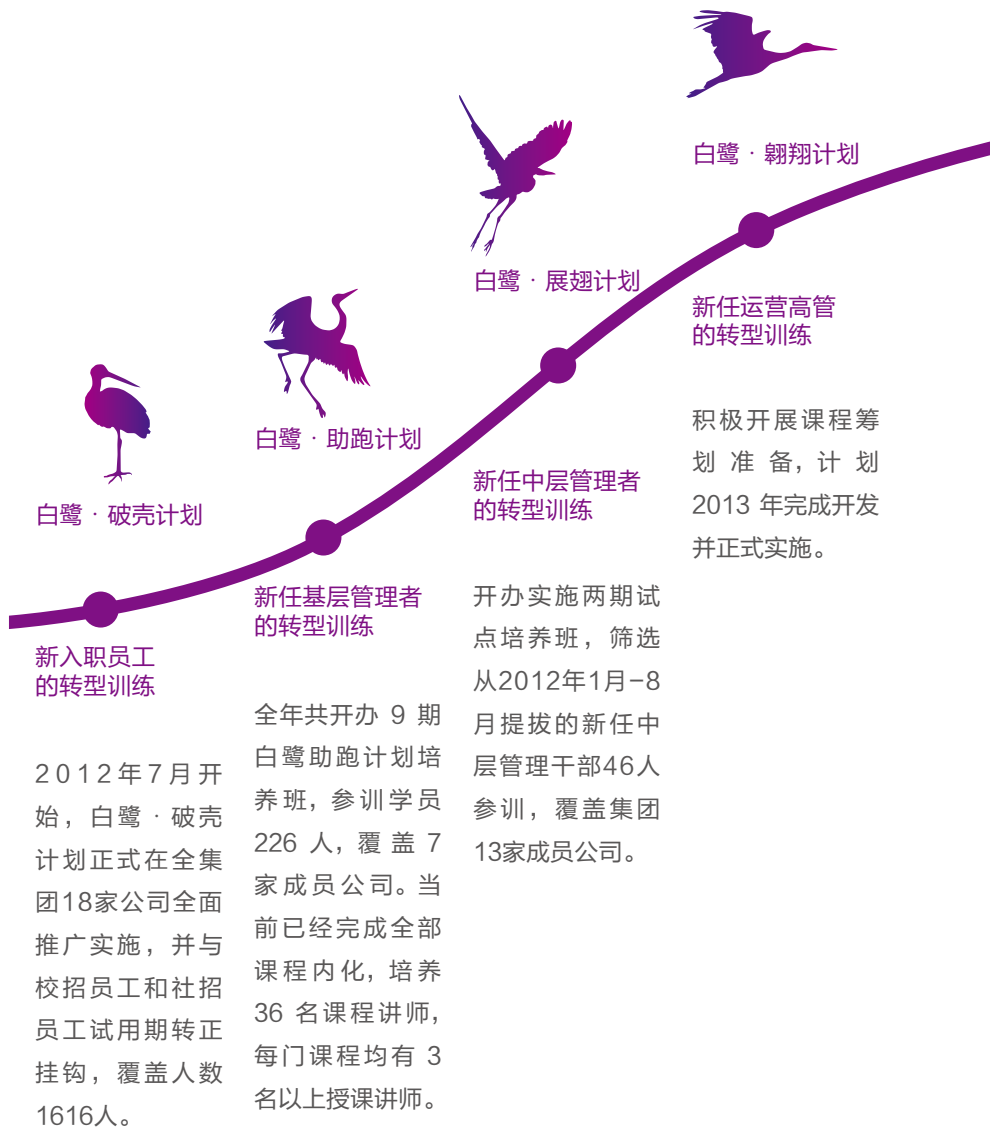 白鹭·破壳计划
新入职员工
的转型训练
2012年7月开
始，白鹭·破壳
计划正式在全集
团18家公司全面
推广实施，并与
校招员工和社招
员工试用期转正
挂钩，覆盖人数
1616人。
白鹭·助跑计划
新任基层管理者
的转型训练
全年共开办 9 期
白鹭助跑计划培
养班，参训学员
226 人，覆盖 7
家成员公司。当
前已经完成全部
课程内化，培养
36 名课程讲师，
每门课程均有 3
名以上授课讲师。
白鹭·展翅计划
新任中层管理者
的转型训练
开办实施两期试
点培养班，筛选
从2012年1月-8
月提拔的新任中
层管理干部46人
参训，覆盖集团
13家成员公司。
白鹭·翱翔计划
新任运营高管
的转型训练
积极开展课程筹
划准备，计划
2013 年完成开发
并正式实施。